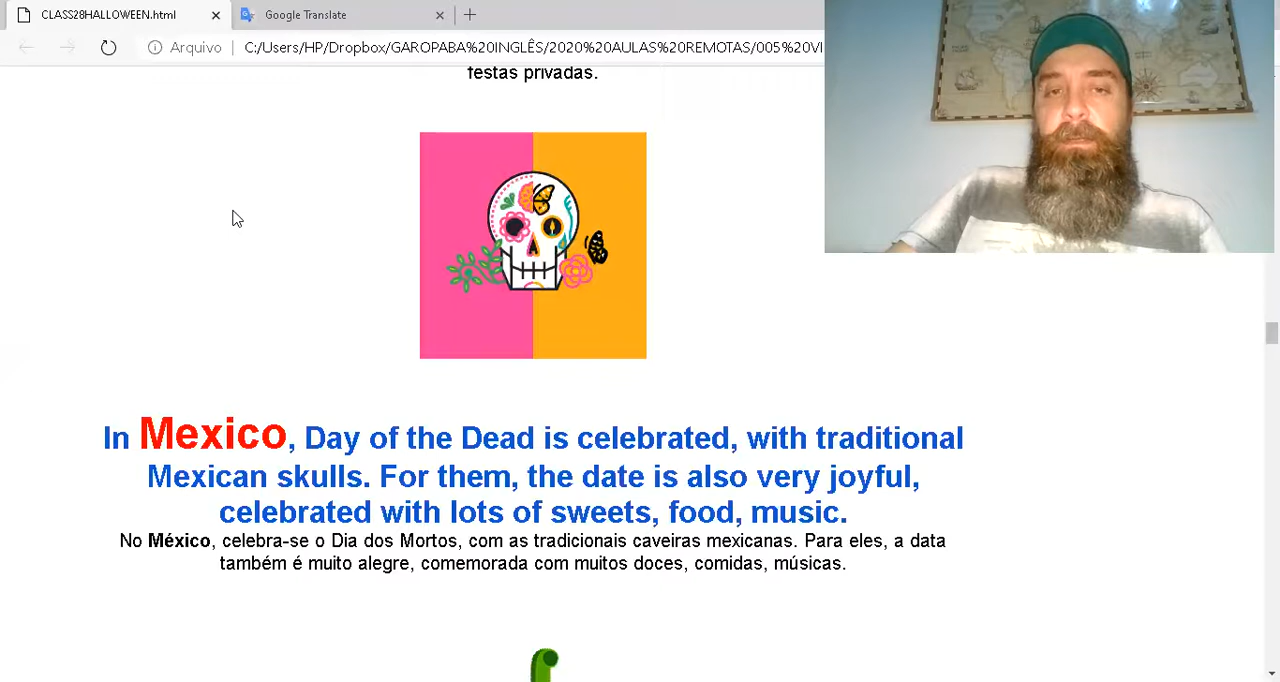 CLASS28HALLOWEEN.html
Google Translate
Arquivo
C:/Users/HP/Dropbox/GAROPABA%20INGLÊS/2020%20AULAS%20REMOTAS/005%20VI
festas privadas.
In Mexico, Day of the Dead is celebrated, with traditional
Mexican skulls. For them, the date is also very joyful,
celebrated with lots of sweets, food, music.
No México, celebra-se o Dia dos Mortos, com as tradicionais caveiras mexicanas. Para eles, a data
também é muito alegre, comemorada com muitos doces, comidas, músicas.